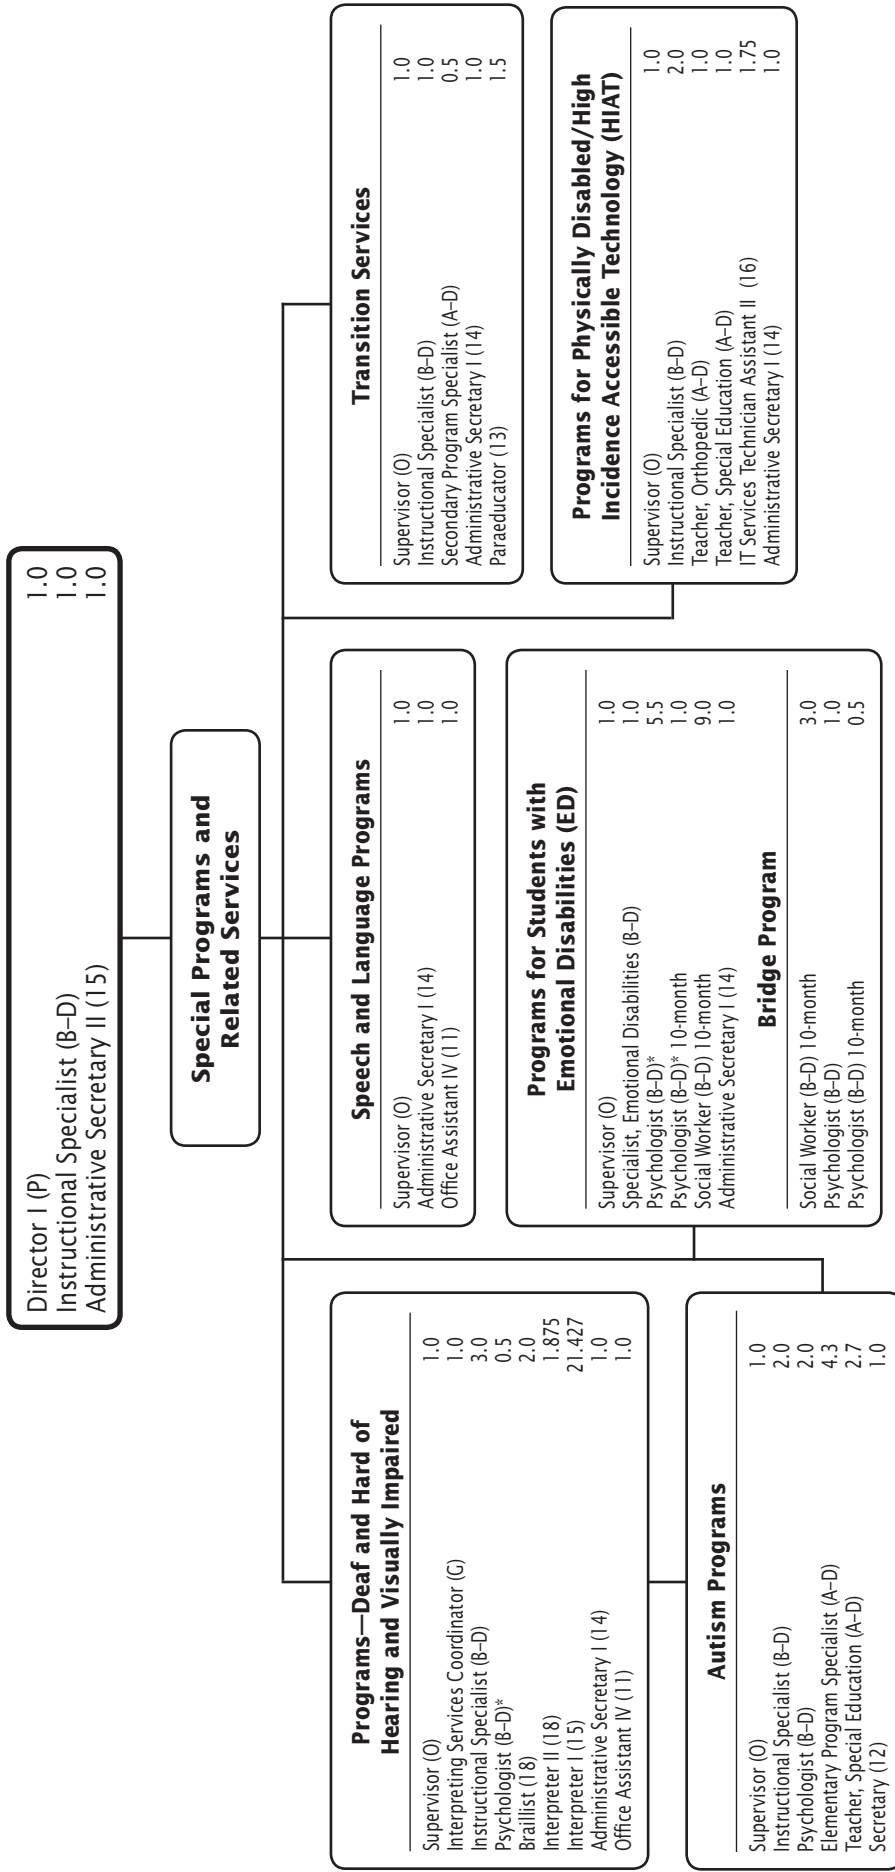 Director I (P) 1.0
Instructional Specialist (B–D) 1.0
Administrative Secretary II (15) 1.0
Special Programs and
Related Services
Programs—Deaf and Hard of
Hearing and Visually Impaired
Supervisor (O) 1.0
Interpreting Services Coordinator (G) 1.0
Instructional Specialist (B–D) 3.0
Psychologist (B–D)* 0.5
Braillist (18) 2.0
Interpreter II (18) 1.875
Interpreter I (15) 21.427
Administrative Secretary I (14) 1.0
Office Assistant IV (11) 1.0
Autism Programs
Supervisor (O) 1.0
Instructional Specialist (B–D) 2.0
Psychologist (B–D) 2.0
Elementary Program Specialist (A–D) 4.3
Teacher, Special Education (A–D) 2.7
Secretary (12) 1.0
Speech and Language Programs
Supervisor (O) 1.0
Administrative Secretary I (14) 1.0
Office Assistant IV (11) 1.0
Programs for Students with
Emotional Disabilities (ED)
Supervisor (O) 1.0
Specialist, Emotional Disabilities (B–D) 1.0
Psychologist (B–D)* 5.5
Psychologist (B–D)* 10-month 1.0
Social Worker (B–D) 10-month 9.0
Administrative Secretary I (14) 1.0
Bridge Program
Social Worker (B–D) 10-month 3.0
Psychologist (B–D) 1.0
Psychologist (B–D) 10-month 0.5
Transition Services
Supervisor (O) 1.0
Instructional Specialist (B–D) 1.0
Secondary Program Specialist (A–D) 0.5
Administrative Secretary I (14) 1.0
Paraeducator (13) 1.5
Programs for Physically Disabled/High
Incidence Accessible Technology (HIAT)
Supervisor (O) 1.0
Instructional Specialist (B–D) 2.0
Teacher, Orthopedic (A–D) 1.0
Teacher, Special Education (A–D) 1.0
IT Services Technician Assistant II (16) 1.75
Administrative Secretary I (14) 1.0